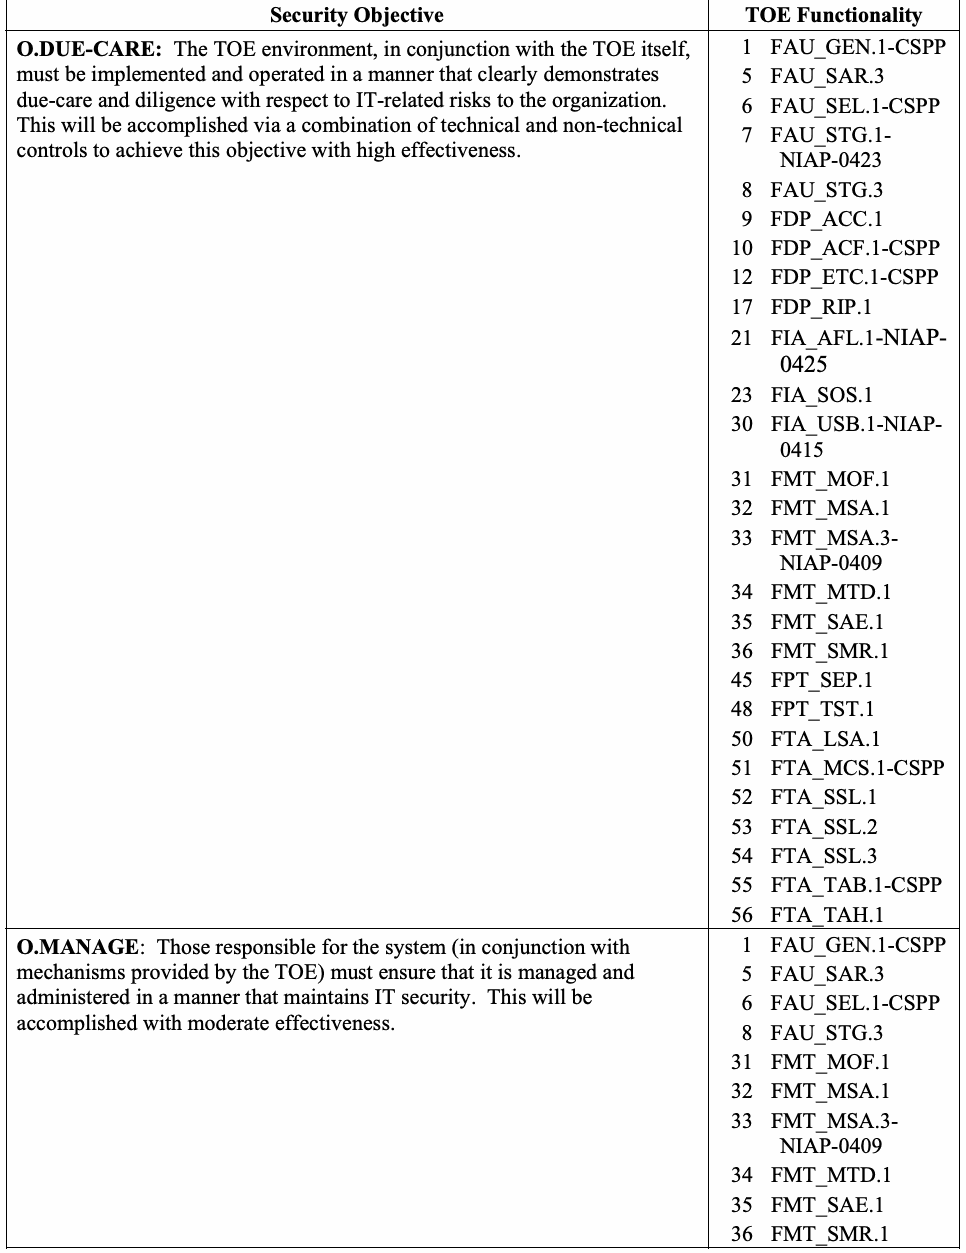 Security Objective
TOE Functionality
O.DUE-CARE: The TOE environment, in conjunction with the TOE itself,
must be implemented and operated in a manner that clearly demonstrates
due-care and diligence with respect to IT-related risks to the organization.
This will be accomplished via a combination of technical and non-technical
controls to achieve this objective with high effectiveness.
1 FAU_GEN.1-CSPP
5 FAU_SAR.3
6 FAU_SEL.1-CSPP
7 FAU_STG.1-
NIAP-0423
8 FAU_STG.3
9 FDP_ACC.1
10 FDP_ACF.1-CSPP
12 FDP_ETC.1-CSPP
17 FDP_RIP.1
21 FIA_AFL.1-NIAP-
0425
23 FIA_SOS.1
30 FIA_USB.1-NIAP-
0415
31 FMT_MOF.1
32 FMT_MSA.1
33 FMT_MSA.3-
NIAP-0409
34 FMT_MTD.1
35 FMT_SAE.1
36 FMT_SMR.1
45 FPT_SEP.1
48 FPT_TST.1
50 FTA_LSA.1
51 FTA_MCS.1-CSPP
52 FTA_SSL.1
53 FTA_SSL.2
54 FTA_SSL.3
55 FTA_TAB.1-CSPP
56 FTA_TAH.1
O.MANAGE: Those responsible for the system (in conjunction with
mechanisms provided by the TOE) must ensure that it is managed and
administered in a manner that maintains IT security. This will be
accomplished with moderate effectiveness.
1 FAU_GEN.1-CSPP
5 FAU_SAR.3
6 FAU_SEL.1-CSPP
8 FAU_STG.3
31 FMT_MOF.1
32 FMT_MSA.1
33 FMT_MSA.3-
NIAP-0409
34 FMT_MTD.1
35 FMT_SAE.1
36 FMT_SMR.1